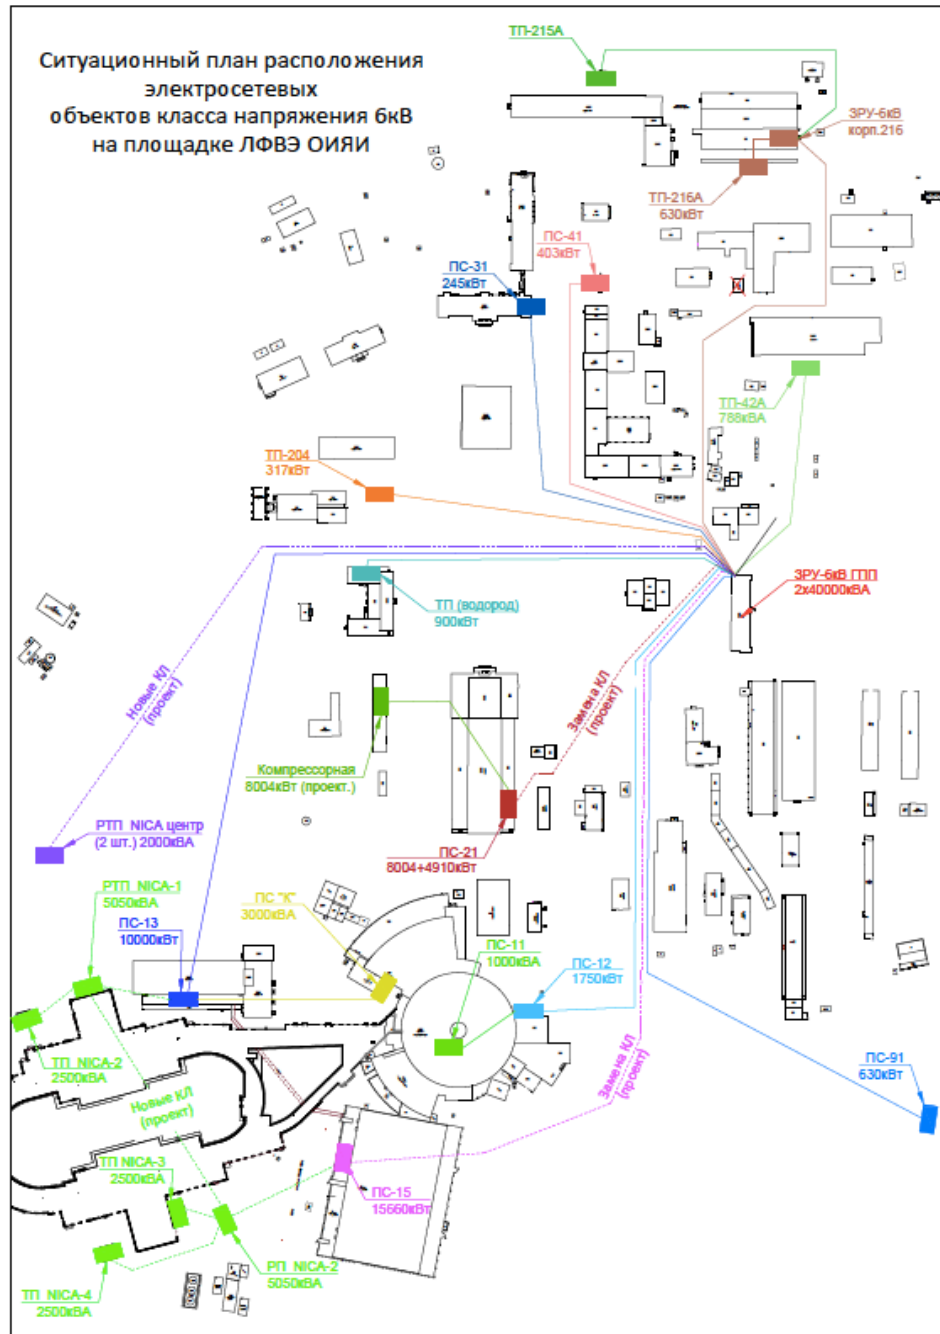 Ситуационный план расположения
электросетевых
объектов класса напряжения 6кВ
на площадке ЛФВЭ ОИЯИ
ТП-215А
ЗРУ-6кВ
корп.216
ТП-216А
630кВт
ПС-41
403кВт
ПС-31
245кВт
ТП-42А
788кВА
ТП-204
317кВт
ЗРУ-6кВ ГПП
2х40000кВА
ТП (водород)
900кВт
Новые КЛ
(проект)
Замена КЛ
(проект)
Компрессорная
8004кВт (проект.)
РТП NICA центр
(2 шт.) 2000кВА
ПС-21
8004+4910кВт
РТП NICA-1
5050кВА
ПС "К"
3000кВА
ПС-13
10000кВт
ПС-11
1000кВА
ПС-12
1750кВт
ТП NICA-2
2500кВА
Замена КЛ
(проект)
ПС-91
630кВт
Новые КЛ
(проект)
ТП NICA-3
2500кВА
ПС-15
15660кВт
РП NICA-2
5050кВА
ТП NICA-4
2500кВА